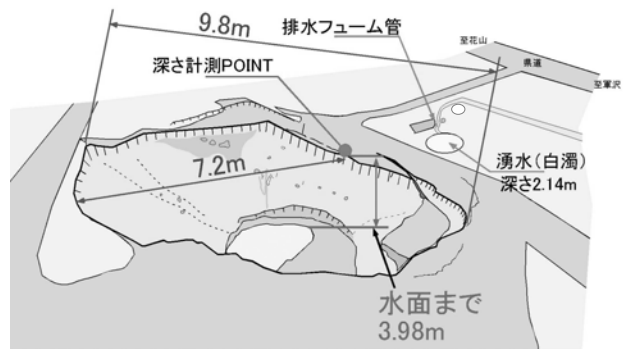 9.8m
排水フューム管
至花山
県道
至軍沢
深さ計測POINT
7.2m
湧水(白濁)
深さ2.14m
水面まで
3.98m